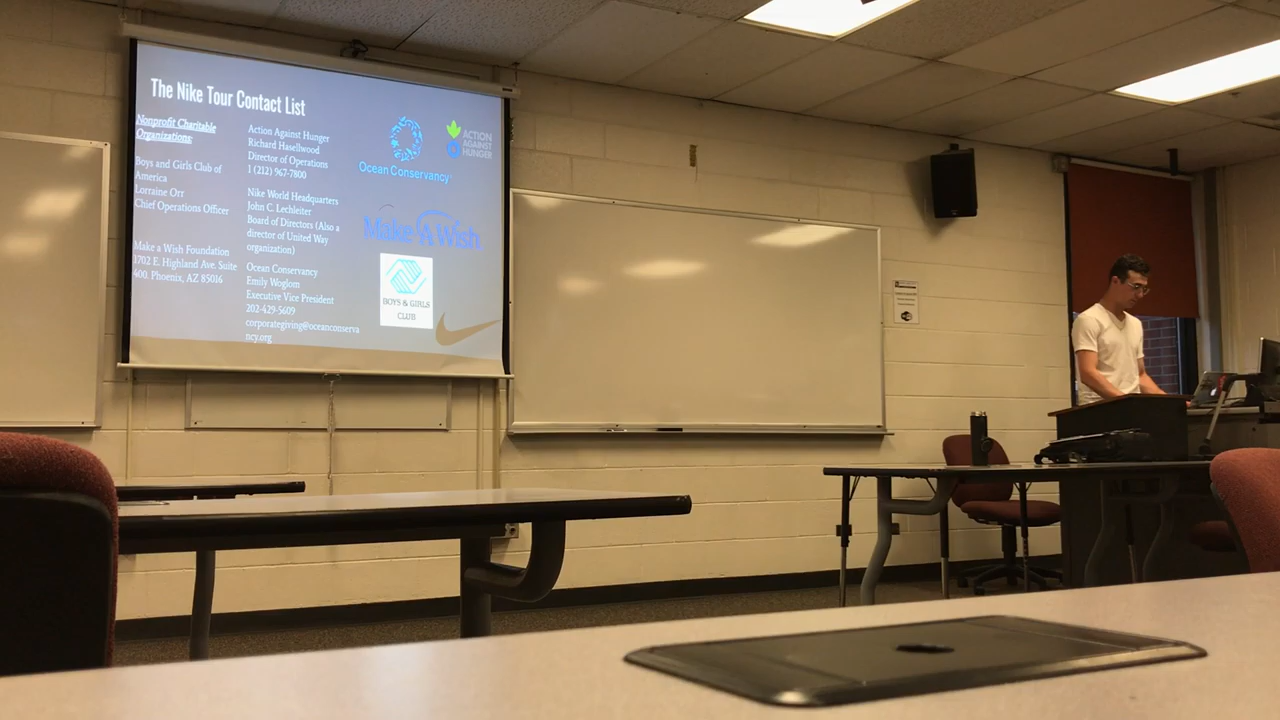 The Nike Tour Contact List
Nonprofit Charitable
Organizations:
Boys and Girls Club of
America
Lorraine Orr
Chief Operations Officer
Make a Wish Foundation
1702 E. Highland Ave. Suite
400. Phoenix, AZ 85016
Action Against Hunger
Richard Hasellwood
Director of Operations
1 (212) 967-7800
Nike World Headquarters
John C. Lechleiter
Board of Directors (Also a
director of United Way
organization)
Ocean Conservancy
Emily Woglom
Executive Vice President
202-429-5609
corporategiving@oceanconserva
ncy.org
Ocean Conservancy
ACTION
AGAINST
HUNGER
Make-A-Wish
BOYS & GIRLS
CLUB